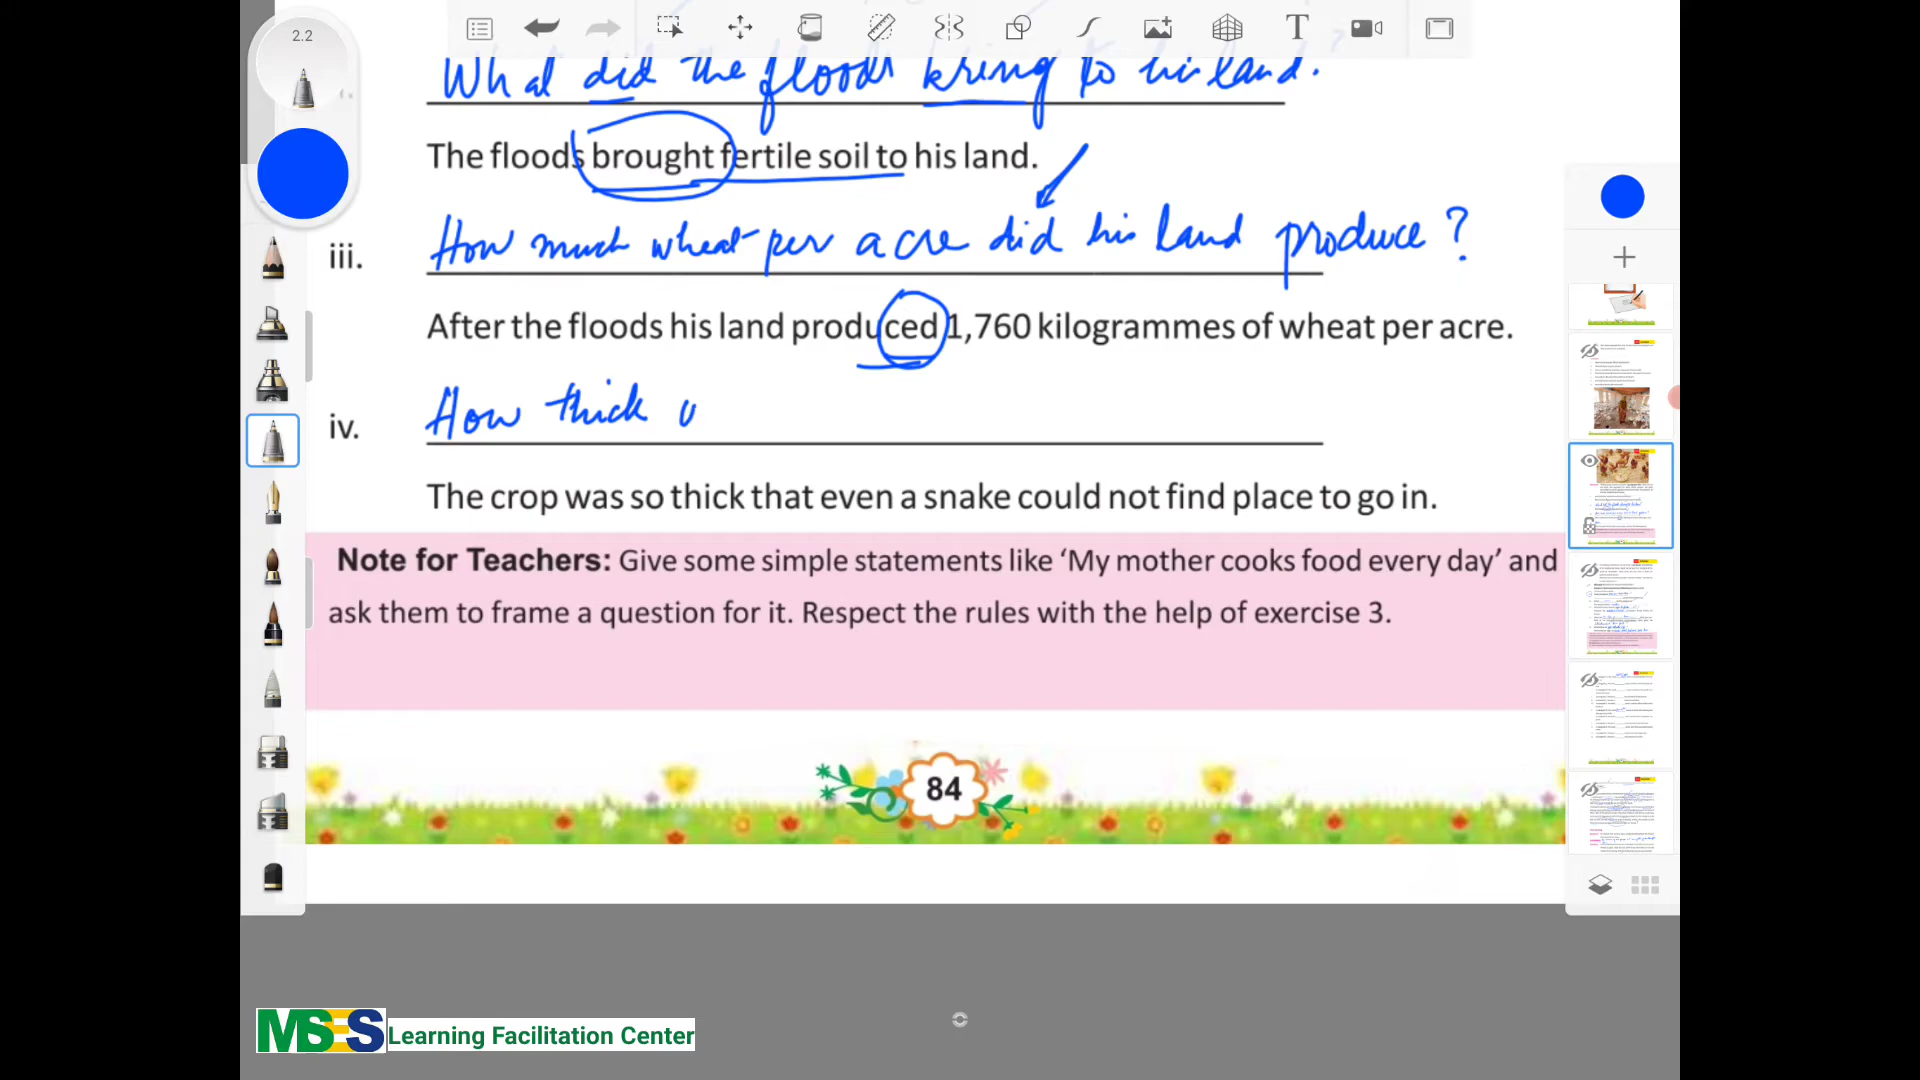 2.2
What did the floods bring to his land?
The floods brought fertile soil to his land.
iii. How much wheat per acre did his land produce?
After the floods his land produced 1,760 kilogrammes of wheat per acre.
iv. How thick
The crop was so thick that even a snake could not find place to go in.
Note for Teachers: Give some simple statements like ‘My mother cooks food every day’ and
ask them to frame a question for it. Respect the rules with the help of exercise 3.
84
MSES Learning Facilitation Center